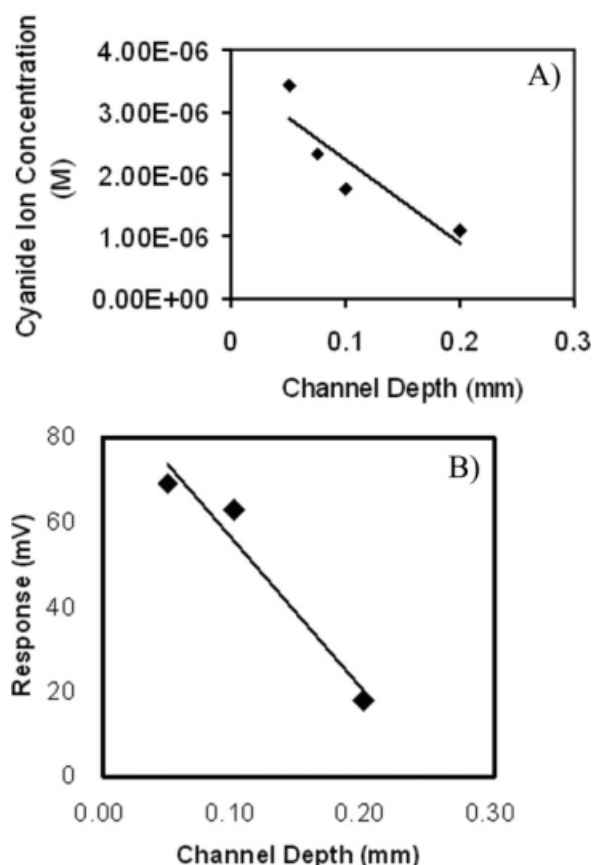 A)
Cyanide Ion Concentration
(M)
4.00E-06
3.00E-06
2.00E-06
1.00E-06
0.00E+00
0
0.1
0.2
0.3
Channel Depth (mm)
B)
Response (mV)
80
60
40
20
0
0.00
0.10
0.20
0.30
Channel Depth (mm)